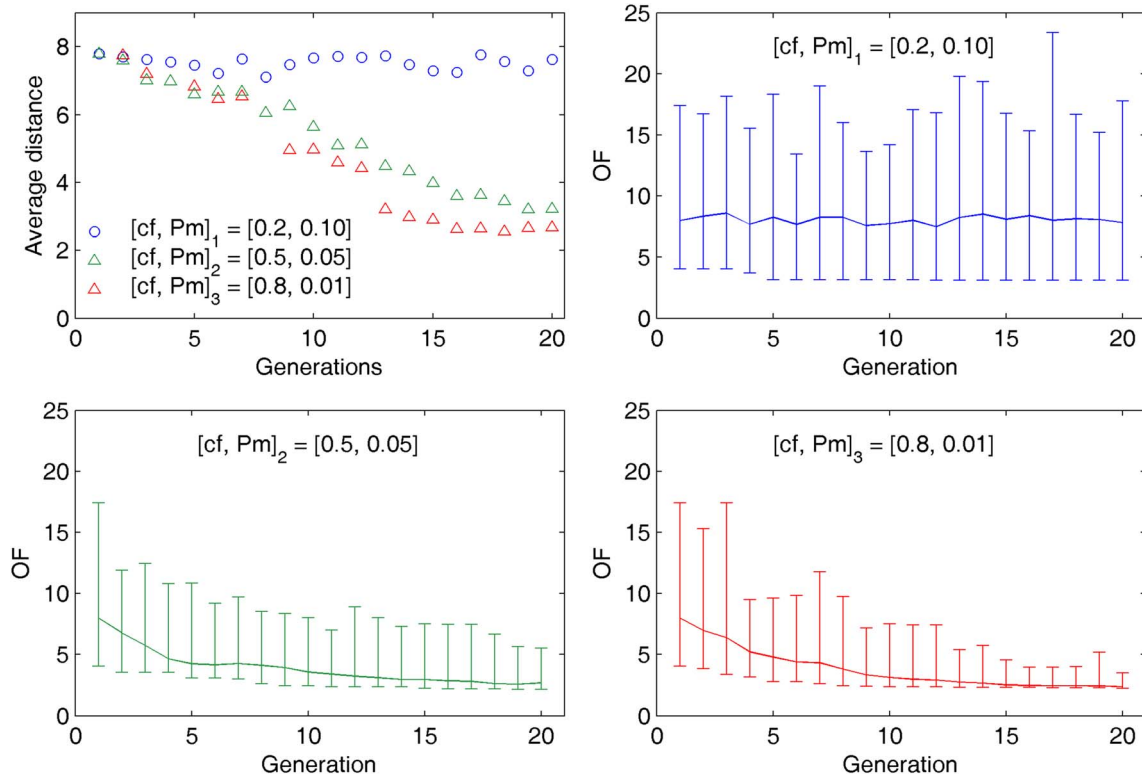 8
6
4
2
0
Average distance
[cf, Pm]1 = [0.2, 0.10]
[cf, Pm]2 = [0.5, 0.05]
[cf, Pm]3 = [0.8, 0.01]
0 5 10 15 20
Generations
25
20
15
10
5
0
OF
[cf, Pm]1 = [0.2, 0.10]
0 5 10 15 20
Generation
25
20
15
10
5
0
OF
[cf, Pm]2 = [0.5, 0.05]
0 5 10 15 20
Generation
25
20
15
10
5
0
OF
[cf, Pm]3 = [0.8, 0.01]
0 5 10 15 20
Generation